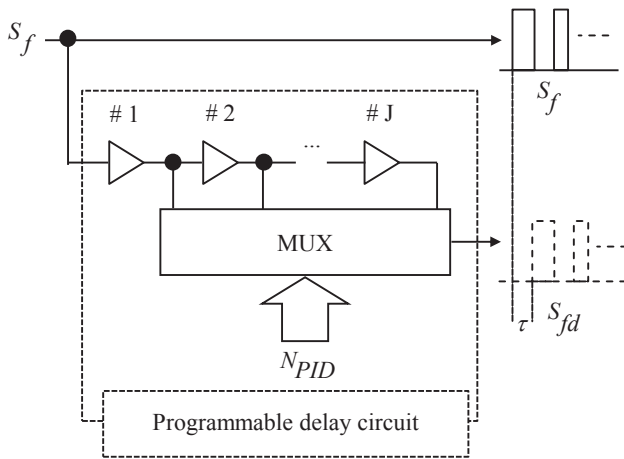 S_f
# 1
# 2
...
# J
S_f
MUX
τ
S_fd
N_PID
Programmable delay circuit